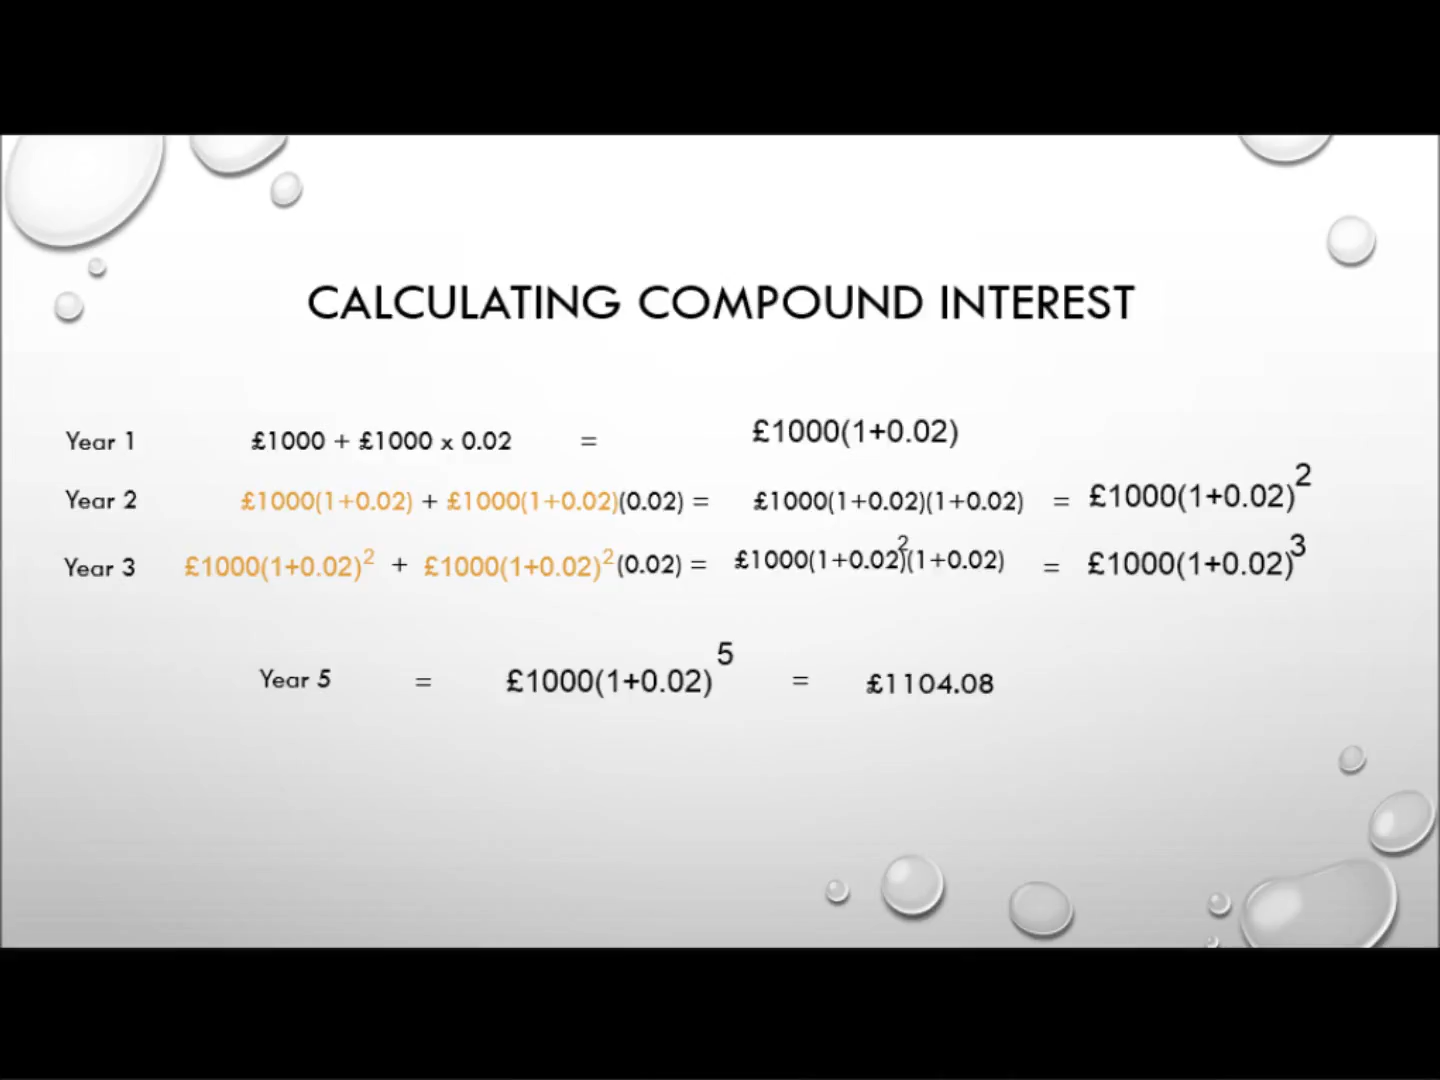 CALCULATING COMPOUND INTEREST
Year 1 £1000 + £1000 x 0.02 = £1000(1+0.02)
Year 2 £1000(1+0.02) + £1000(1+0.02)(0.02) = £1000(1+0.02)(1+0.02) = £1000(1+0.02)²
Year 3 £1000(1+0.02)² + £1000(1+0.02)²(0.02) = £1000(1+0.02)²(1+0.02) = £1000(1+0.02)³
Year 5 = £1000(1+0.02)⁵ = £1104.08